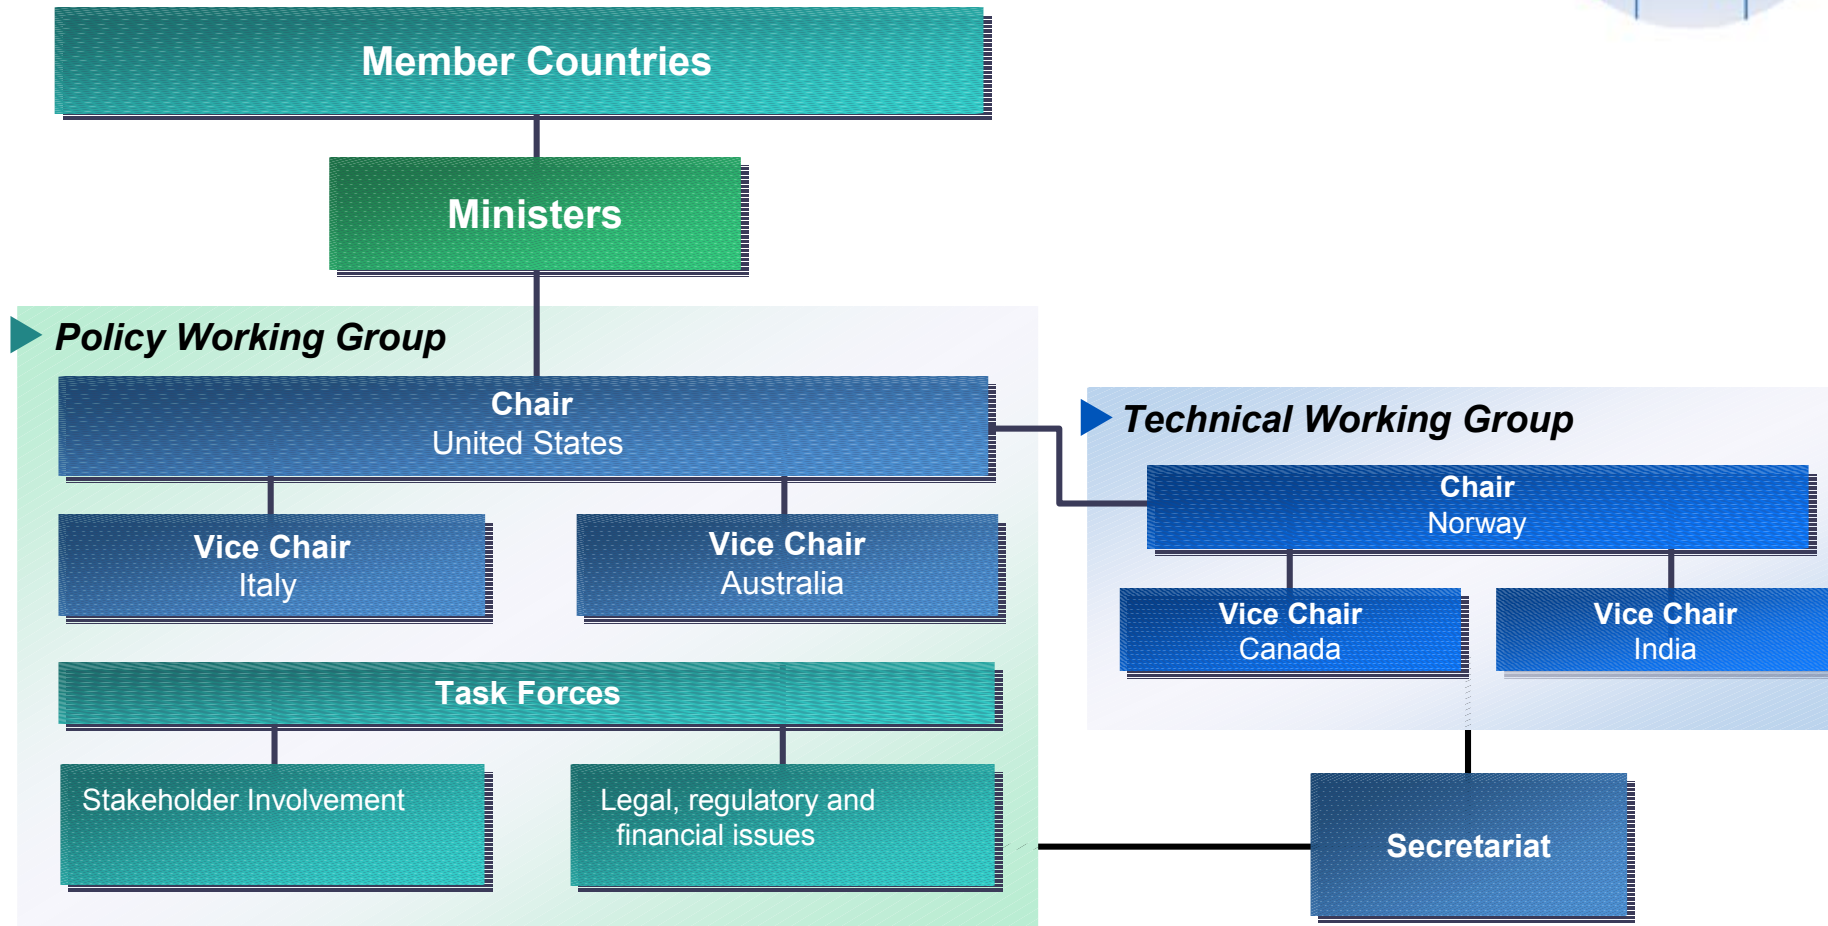 Member Countries
Ministers
Policy Working Group
Chair
United States
Vice Chair
Italy
Vice Chair
Australia
Task Forces
Stakeholder Involvement
Legal, regulatory and
financial issues
Technical Working Group
Chair
Norway
Vice Chair
Canada
Vice Chair
India
Secretariat